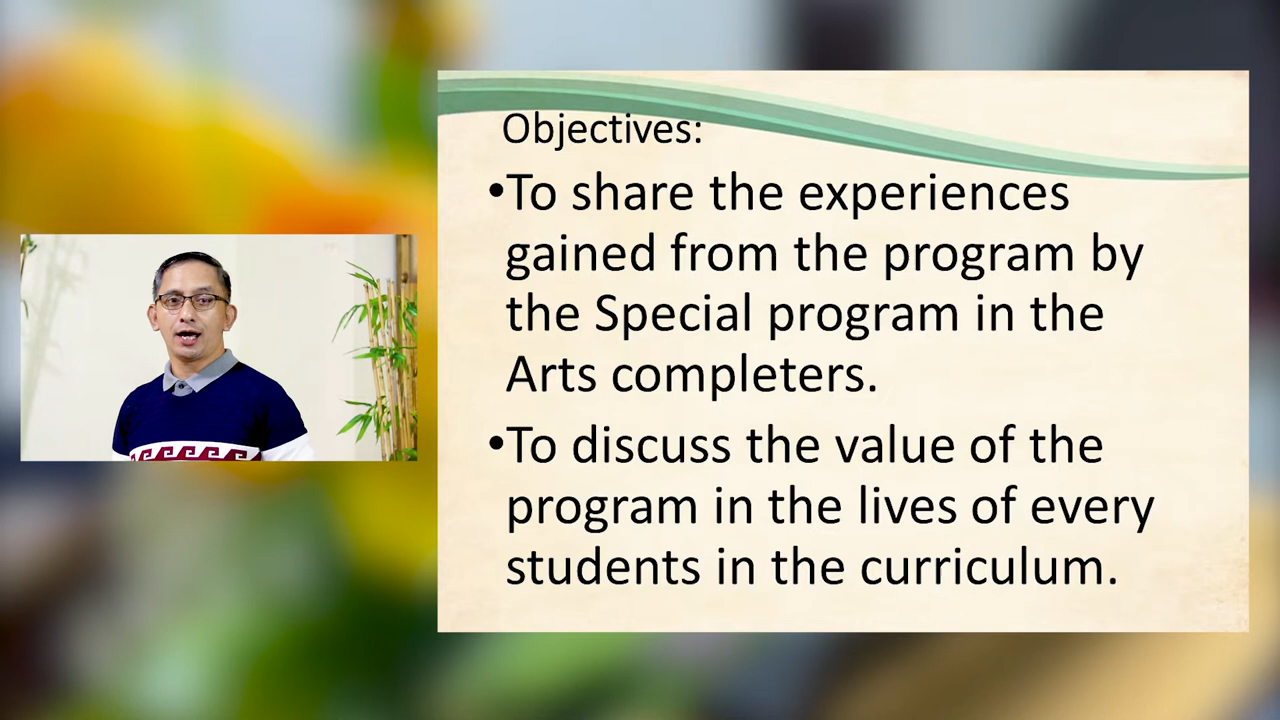 Objectives:
•To share the experiences
gained from the program by
the Special program in the
Arts completers.
•To discuss the value of the
program in the lives of every
students in the curriculum.